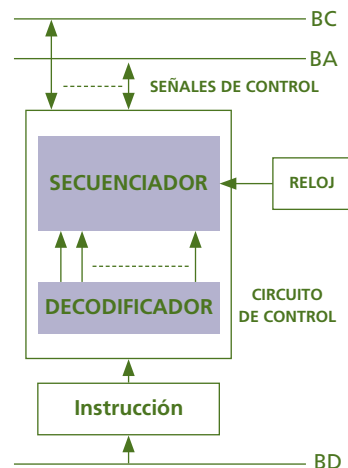 BC
BA
SEÑALES DE CONTROL
SECUENCIADOR
RELOJ
DECODIFICADOR
CIRCUITO
DE CONTROL
Instrucción
BD